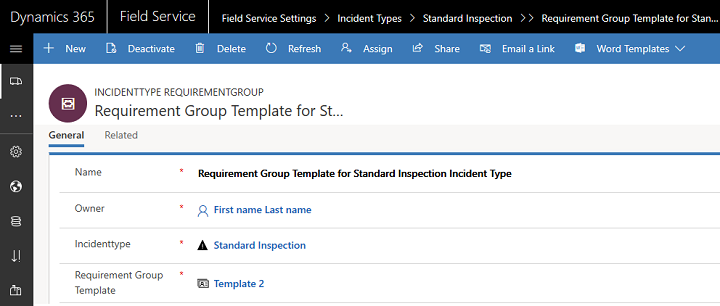 Dynamics 365 Field Service Field Service Settings > Incident Types > Standard Inspection > > Requirement Group Template for Stan...
+ New Deactivate Delete Refresh Assign Share Email a Link Word Templates
INCIDENTTYPE REQUIREMENTGROUP
Requirement Group Template for St...
General Related
Name * Requirement Group Template for Standard Inspection Incident Type
Owner * First name Last name
Incidenttype * Standard Inspection
Requirement Group * Template 2
Template